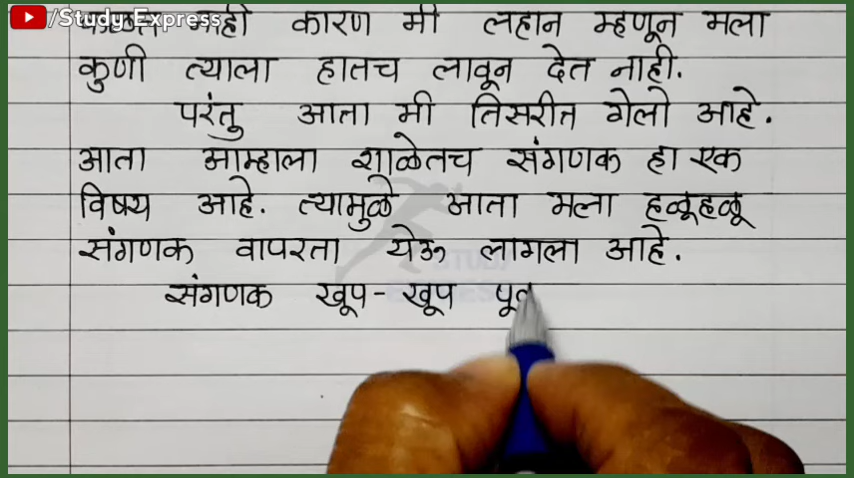 /Study Express
नाही कारण मी लहान म्हणून मला
कुणी त्याला हातच लावून देत नाही.
परंतु आता मी तिसरीत गेलो आहे.
आता आम्हाला शाळेतच संगणक हा एक
विषय आहे. त्यामुळे आता मला हळूहळू
संगणक वापरता येऊ लागला आहे.
संगणक खूप-खूप